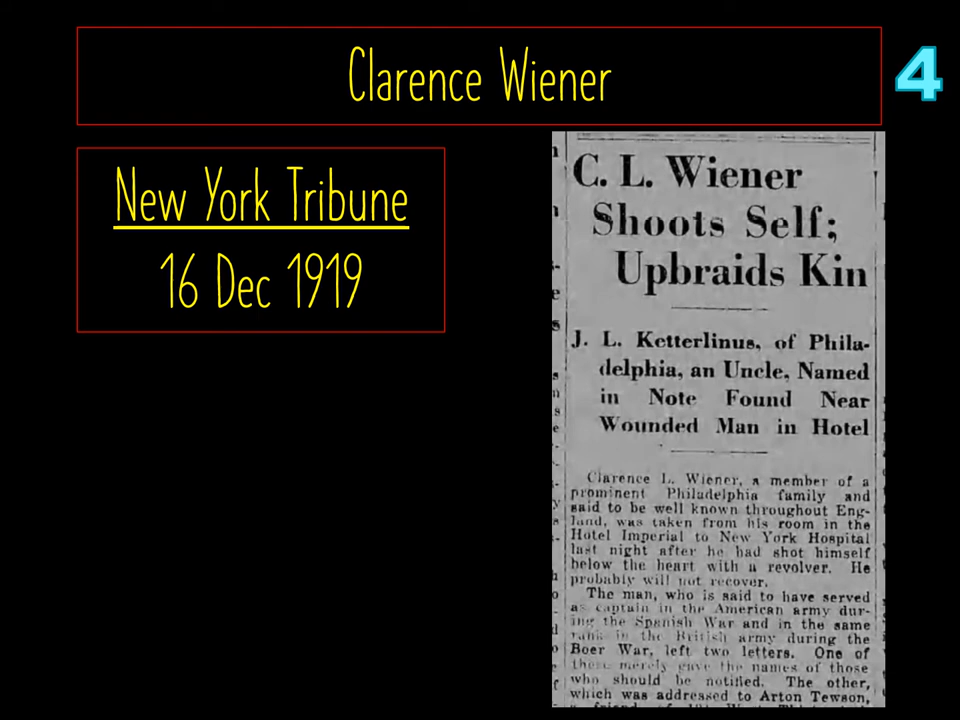 Clarence Wiener
4
New York Tribune
16 Dec 1919
C. L. Wiener
Shoots Self;
Upbraids Kin
J. L. Ketterlinus, of Phila-
delphia, an Uncle, Named
in Note Found Near
Wounded Man in Hotel
Clarence L. Wiener, a member of a
prominent Philadelphia family and
said to be well known throughout Eng-
land, was taken from his room in the
Hotel Imperial to New York Hospital
last night after he had shot himself
below the heart with a revolver. He
probably will not recover.
The man, who is said to have served
as captain in the American army dur-
ing the Spanish War and in the same
rank in the British army during the
Boer War, left two letters. One of
these merely gave the names of those
who should be notified. The other,
which was addressed to Arton Tewson,
a friend of